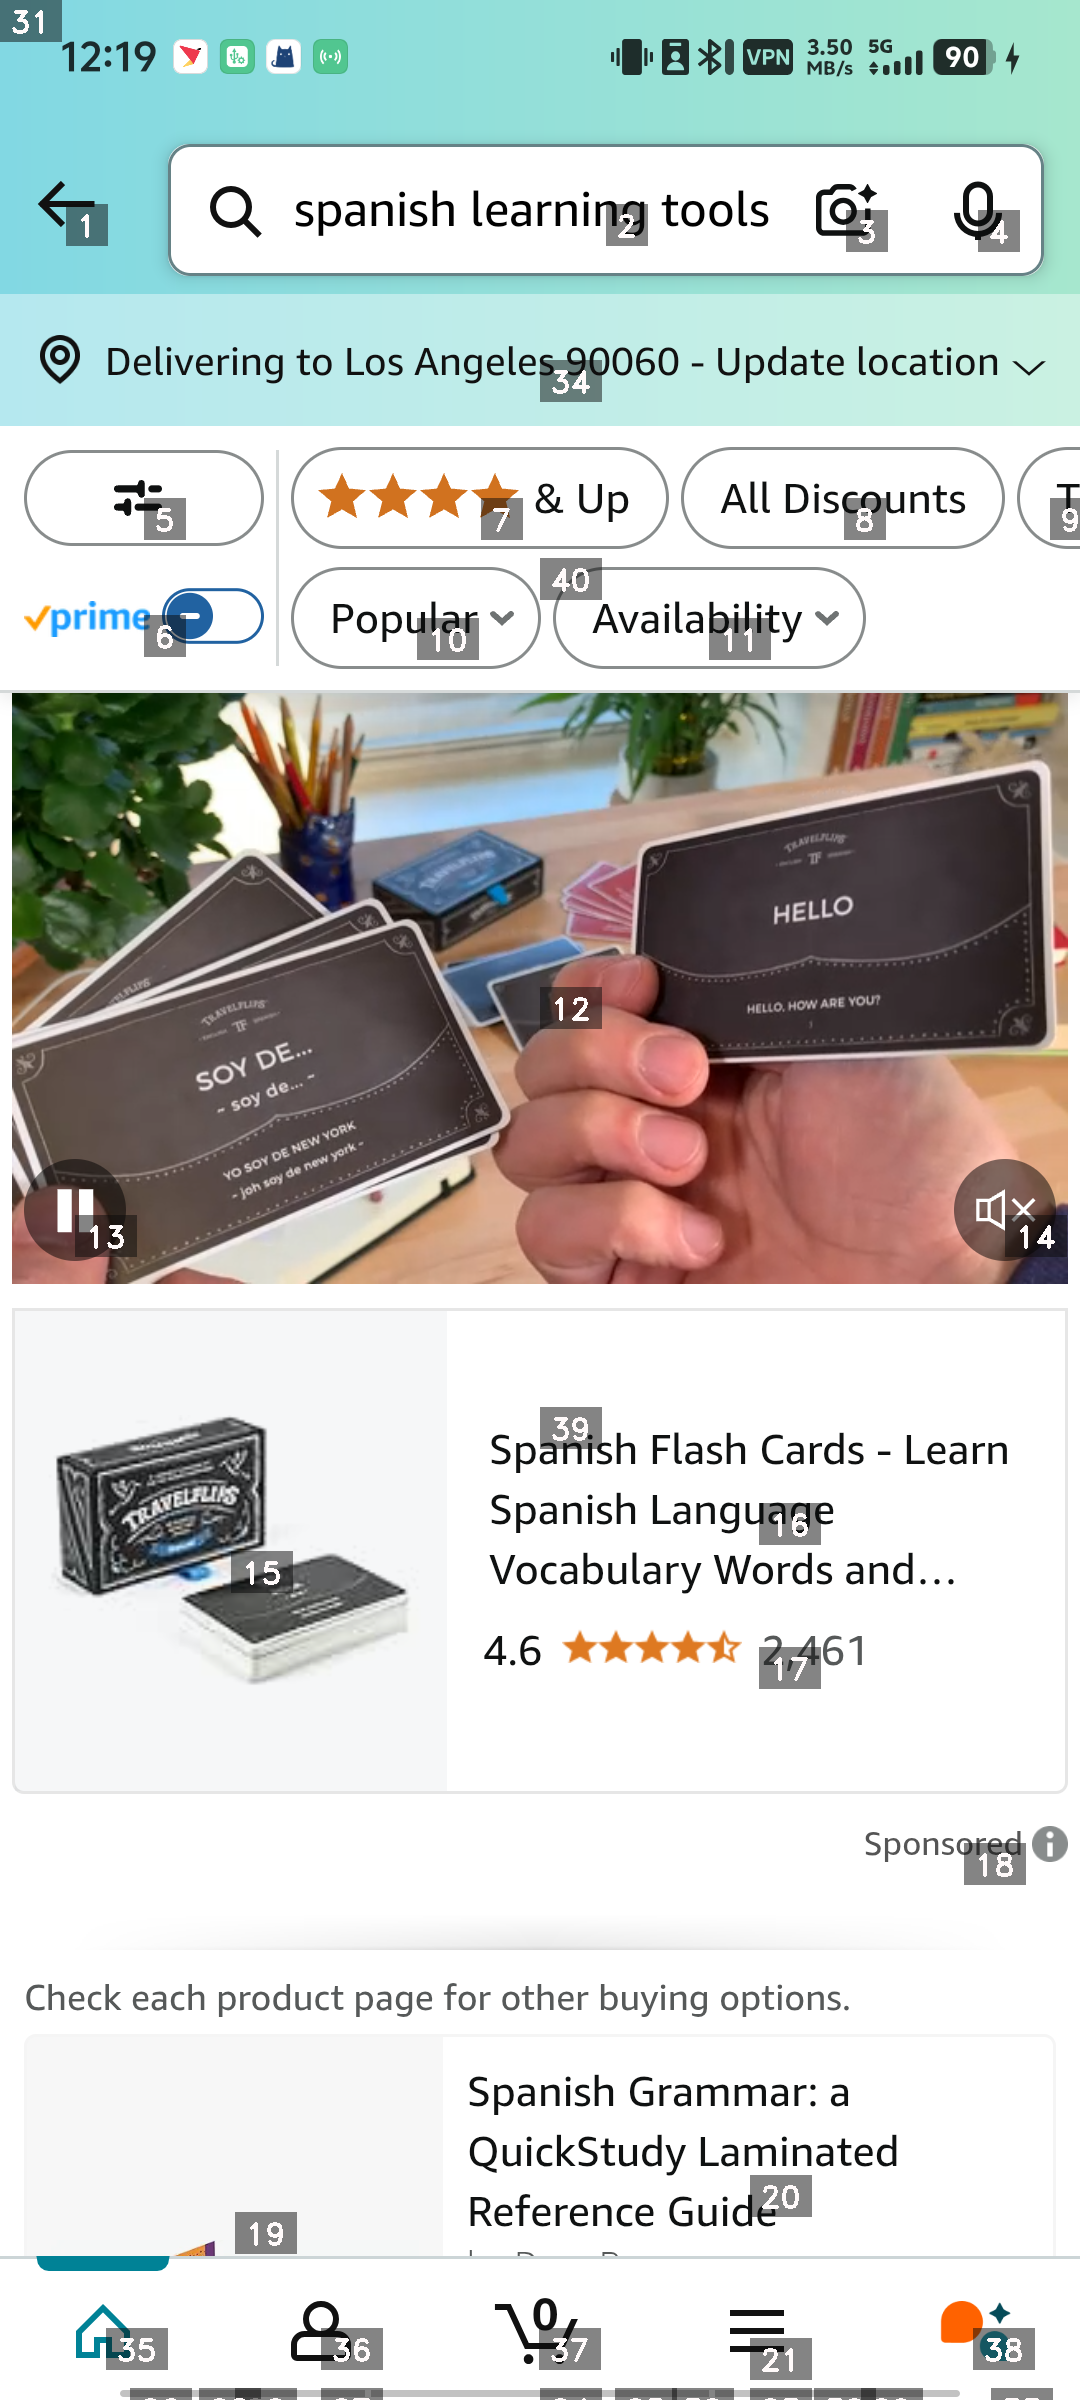 31
12:19
VPN
3.50
MB/s
5G
90
1
spanish learning tools
2
3
4
Delivering to Los Angeles 90060 - Update location
34
5
& Up
7
All Discounts
8
T
9
prime
6
40
Popular
10
Availability
11
TRAVELFLIPS
TF
HELLO
HELLO, HOW ARE YOU?
12
TRAVELFLIPS
TRAVELFLIPS
TF
SOY DE...
- soy de... -
YO SOY DE NEW YORK
- joh soy de new york -
13
14
TRAVELFLIPS
15
39
Spanish Flash Cards - Learn
Spanish Language
16
Vocabulary Words and...
4.6
2,461
17
Sponsored
18
Check each product page for other buying options.
Spanish Grammar: a
QuickStudy Laminated
Reference Guide
20
19
0
35
36
37
21
38